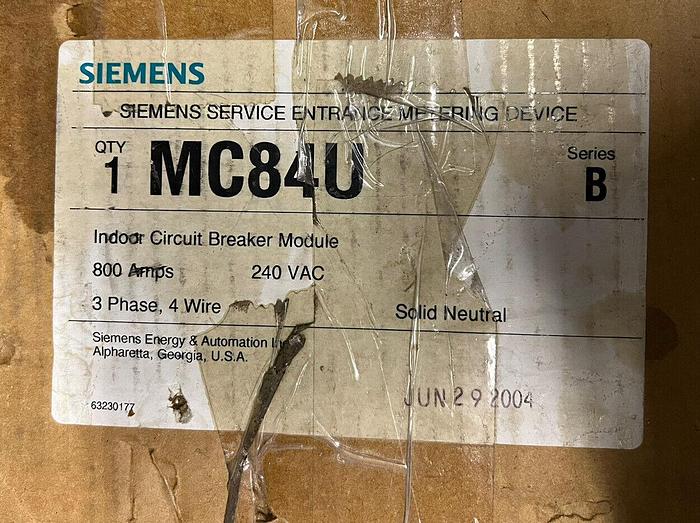 SIEMENS
SIEMENS SERVICE ENTRANCE METERING DEVICE
QTY
1 MC84U
Series
B
Indoor Circuit Breaker Module
800 Amps 240 VAC
3 Phase, 4 Wire Solid Neutral
Siemens Energy & Automation
Alpharetta, Georgia, U.S.A.
63230177
JUN 29 2004